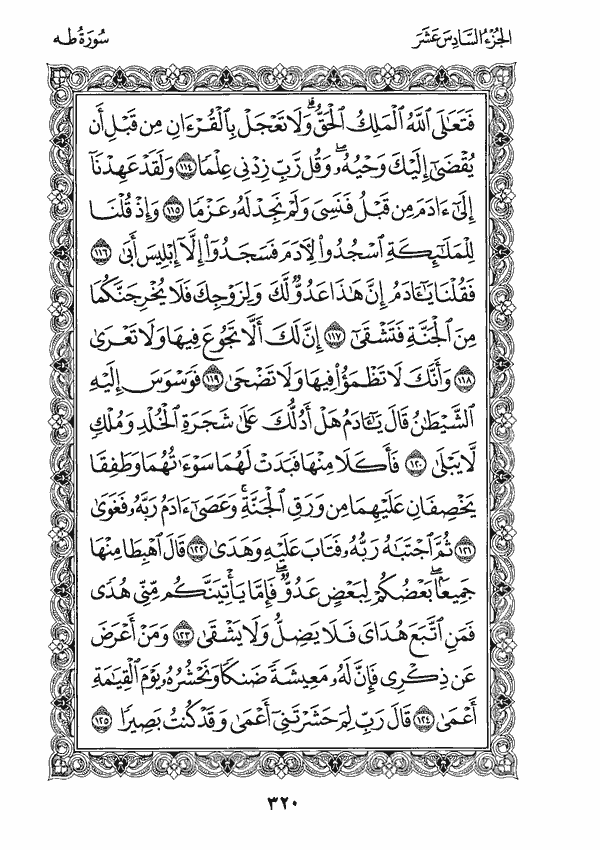 الجُزْءُ السَّادِسَ عَشَرَ
سُورَةُ طه
فَتَعَٰلَى ٱللَّهُ ٱلْمَلِكُ ٱلْحَقُّ ۗ وَلَا تَعْجَلْ بِٱلْقُرْءَانِ مِن قَبْلِ أَن
يُقْضَىٰٓ إِلَيْكَ وَحْيُهُۥ ۖ وَقُل رَّبِّ زِدْنِى عِلْمًا ١١٤ وَلَقَدْ عَهِدْنَآ
إِلَىٰٓ ءَادَمَ مِن قَبْلُ فَنَسِىَ وَلَمْ نَجِدْ لَهُۥ عَزْمًا ١١٥ وَإِذْ قُلْنَا
لِلْمَلَٰٓئِكَةِ ٱسْجُدُوا۟ لِءَادَمَ فَسَجَدُوٓا۟ إِلَّآ إِبْلِيسَ أَبَىٰ ١١٦
فَقُلْنَا يَٰٓـَٔادَمُ إِنَّ هَٰذَا عَدُوٌّ لَّكَ وَلِزَوْجِكَ فَلَا يُخْرِجَنَّكُمَا
مِنَ ٱلْجَنَّةِ فَتَشْقَىٰٓ ١١٧ إِنَّ لَكَ أَلَّا تَجُوعَ فِيهَا وَلَا تَعْرَىٰ
١١٨ وَأَنَّكَ لَا تَظْمَؤُا۟ فِيهَا وَلَا تَضْحَىٰ ١١٩ فَوَسْوَسَ إِلَيْهِ
ٱلشَّيْطَٰنُ قَالَ يَٰٓـَٔادَمُ هَلْ أَدُلُّكَ عَلَىٰ شَجَرَةِ ٱلْخُلْدِ وَمُلْكٍ
لَّا يَبْلَىٰ ١٢٠ فَأَكَلَا مِنْهَا فَبَدَتْ لَهُمَا سَوْءَٰتُهُمَا وَطَفِقَا
يَخْصِفَانِ عَلَيْهِمَا مِن وَرَقِ ٱلْجَنَّةِ ۚ وَعَصَىٰٓ ءَادَمُ رَبَّهُۥ فَغَوَىٰ
١٢١ ثُمَّ ٱجْتَبَٰهُ رَبُّهُۥ فَتَابَ عَلَيْهِ وَهَدَىٰ ١٢٢ قَالَ ٱهْبِطَا مِنْهَا
جَمِيعًۢا ۖ بَعْضُكُمْ لِبَعْضٍ عَدُوٌّ ۖ فَإِمَّا يَأْتِيَنَّكُم مِّنِّى هُدًى
فَمَنِ ٱتَّبَعَ هُدَاىَ فَلَا يَضِلُّ وَلَا يَشْقَىٰ ١٢٣ وَمَنْ أَعْرَضَ
عَن ذِكْرِى فَإِنَّ لَهُۥ مَعِيشَةً ضَنكًا وَنَحْشُرُهُۥ يَوْمَ ٱلْقِيَٰمَةِ
أَعْمَىٰ ١٢٤ قَالَ رَبِّ لِمَ حَشَرْتَنِىٓ أَعْمَىٰ وَقَدْ كُنتُ بَصِيرًا ١٢٥
٣٢٠